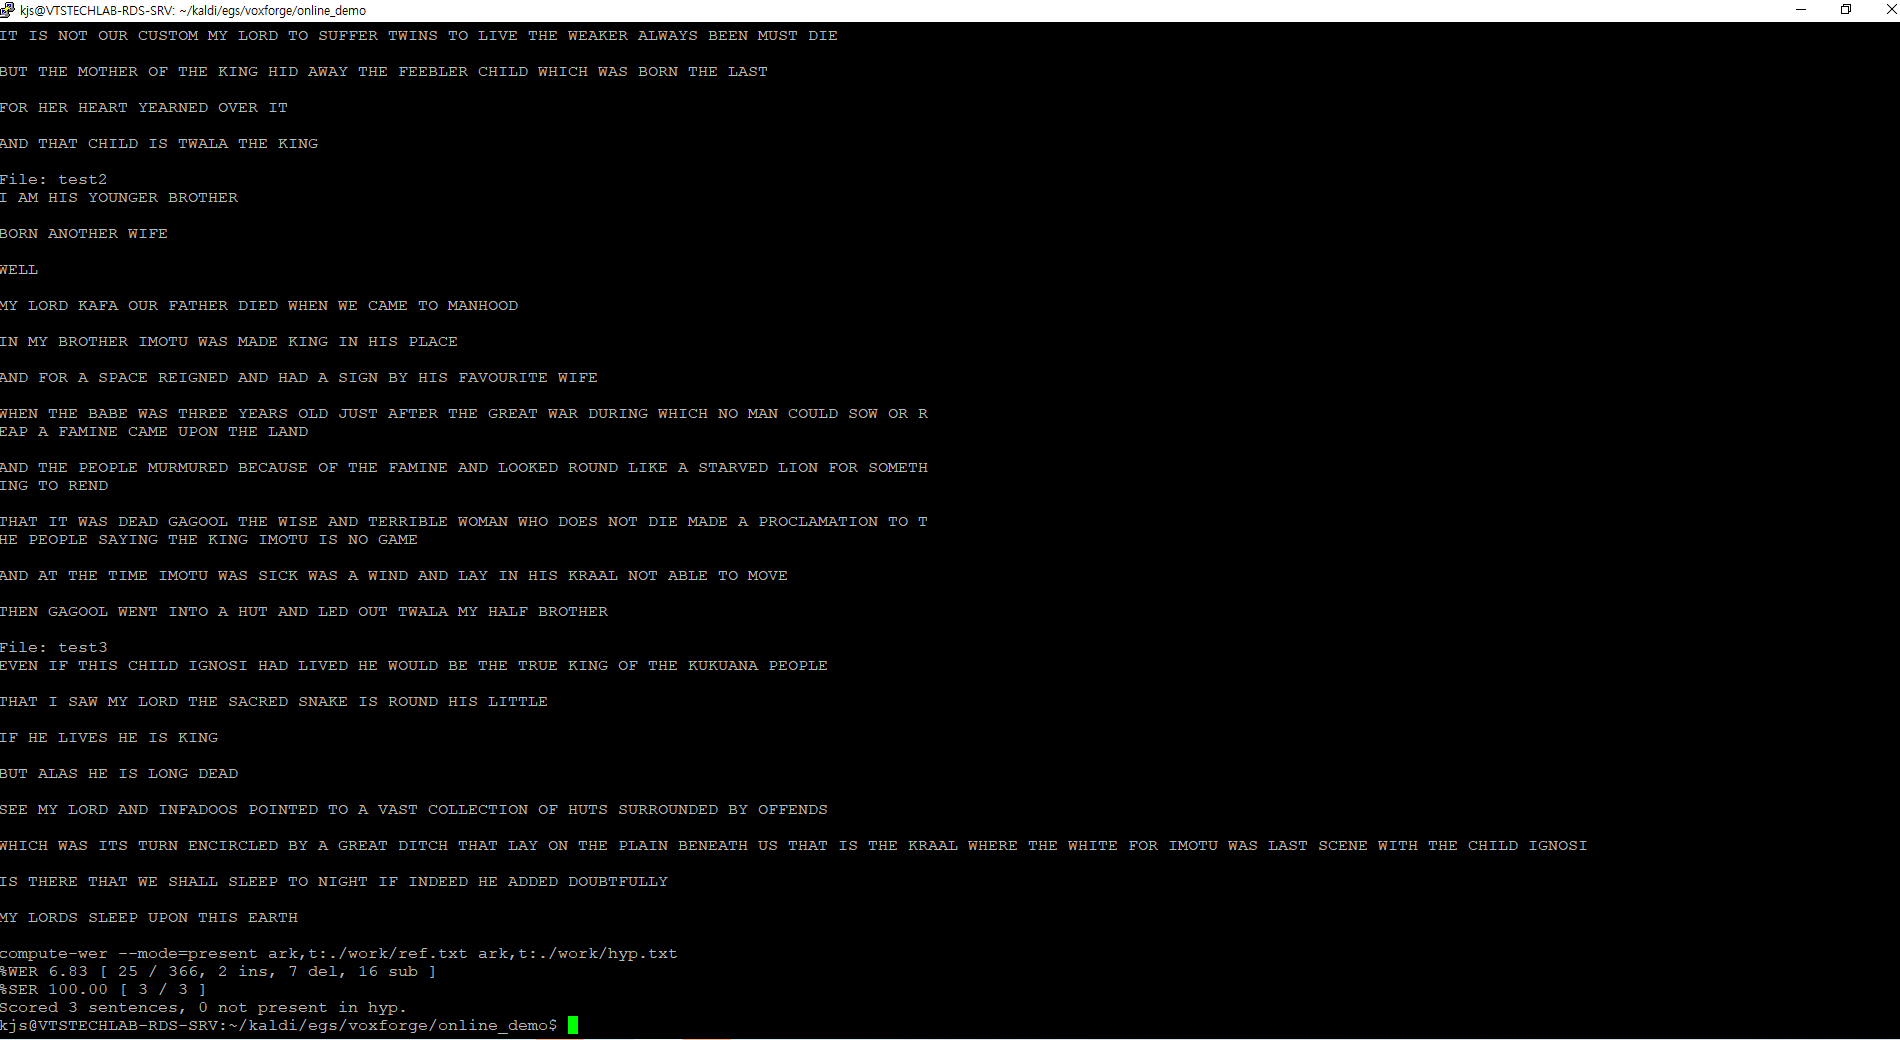 kjs@VTSTECHLAB-RDS-SRV: ~/kaldi/egs/voxforge/online_demo
IT IS NOT OUR CUSTOM MY LORD TO SUFFER TWINS TO LIVE THE WEAKER ALWAYS BEEN MUST DIE
BUT THE MOTHER OF THE KING HID AWAY THE FEEBLER CHILD WHICH WAS BORN THE LAST
FOR HER HEART YEARNED OVER IT
AND THAT CHILD IS TWALA THE KING
File: test2
I AM HIS YOUNGER BROTHER
BORN ANOTHER WIFE
WELL
MY LORD KAFA OUR FATHER DIED WHEN WE CAME TO MANHOOD
IN MY BROTHER IMOTU WAS MADE KING IN HIS PLACE
AND FOR A SPACE REIGNED AND HAD A SIGN BY HIS FAVOURITE WIFE
WHEN THE BABE WAS THREE YEARS OLD JUST AFTER THE GREAT WAR DURING WHICH NO MAN COULD SOW OR R
EAP A FAMINE CAME UPON THE LAND
AND THE PEOPLE MURMURED BECAUSE OF THE FAMINE AND LOOKED ROUND LIKE A STARVED LION FOR SOMETH
ING TO REND
THAT IT WAS DEAD GAGOOL THE WISE AND TERRIBLE WOMAN WHO DOES NOT DIE MADE A PROCLAMATION TO T
HE PEOPLE SAYING THE KING IMOTU IS NO GAME
AND AT THE TIME IMOTU WAS SICK WAS A WIND AND LAY IN HIS KRAAL NOT ABLE TO MOVE
THEN GAGOOL WENT INTO A HUT AND LED OUT TWALA MY HALF BROTHER
File: test3
EVEN IF THIS CHILD IGNOSI HAD LIVED HE WOULD BE THE TRUE KING OF THE KUKUANA PEOPLE
THAT I SAW MY LORD THE SACRED SNAKE IS ROUND HIS LITTLE
IF HE LIVES HE IS KING
BUT ALAS HE IS LONG DEAD
SEE MY LORD AND INFADOOS POINTED TO A VAST COLLECTION OF HUTS SURROUNDED BY OFFENDS
WHICH WAS ITS TURN ENCIRCLED BY A GREAT DITCH THAT LAY ON THE PLAIN BENEATH US THAT IS THE KRAAL WHERE THE WHITE FOR IMOTU WAS LAST SCENE WITH THE CHILD IGNOSI
IS THERE THAT WE SHALL SLEEP TO NIGHT IF INDEED HE ADDED DOUBTFULLY
MY LORDS SLEEP UPON THIS EARTH
compute-wer --mode=present ark,t:./work/ref.txt ark,t:./work/hyp.txt
%WER 6.83 [ 25 / 366, 2 ins, 7 del, 16 sub ]
%SER 100.00 [ 3 / 3 ]
Scored 3 sentences, 0 not present in hyp.
kjs@VTSTECHLAB-RDS-SRV:~/kaldi/egs/voxforge/online_demo$